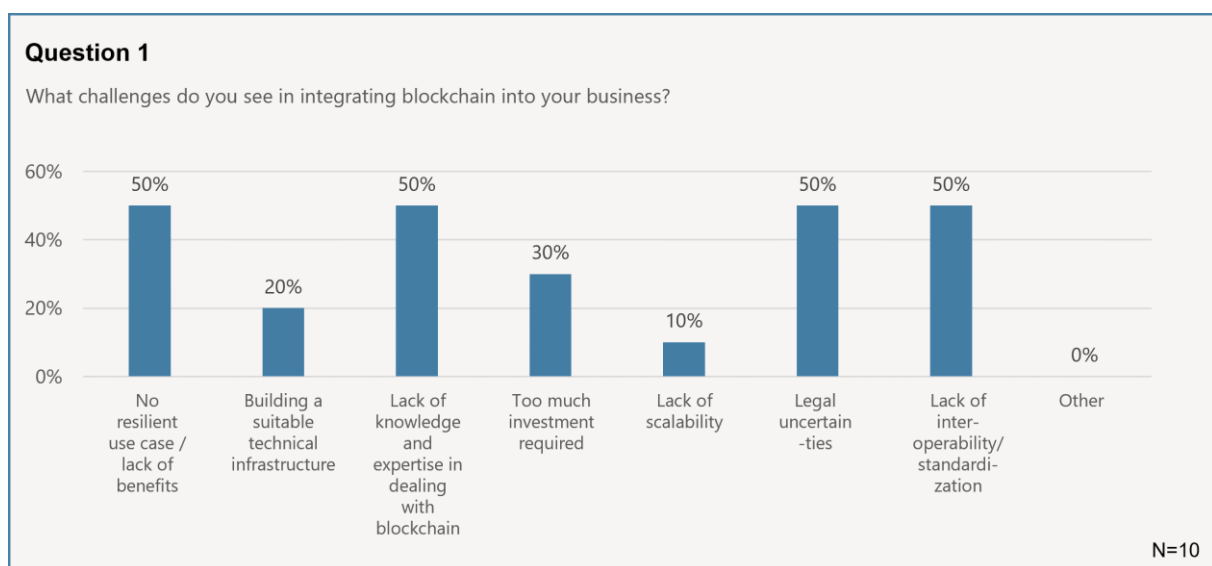 Question 1
What challenges do you see in integrating blockchain into your business?
60%
40%
20%
0%
50%
20%
50%
30%
10%
50%
50%
0%
No
resilient
use case /
lack of
benefits
Building a
suitable
technical
infrastructure
Lack of
knowledge
and
expertise in
dealing
with
blockchain
Too much
investment
required
Lack of
scalability
Legal
uncertain
-ties
Lack of
inter-
operability/
standardi-
zation
Other
N=10